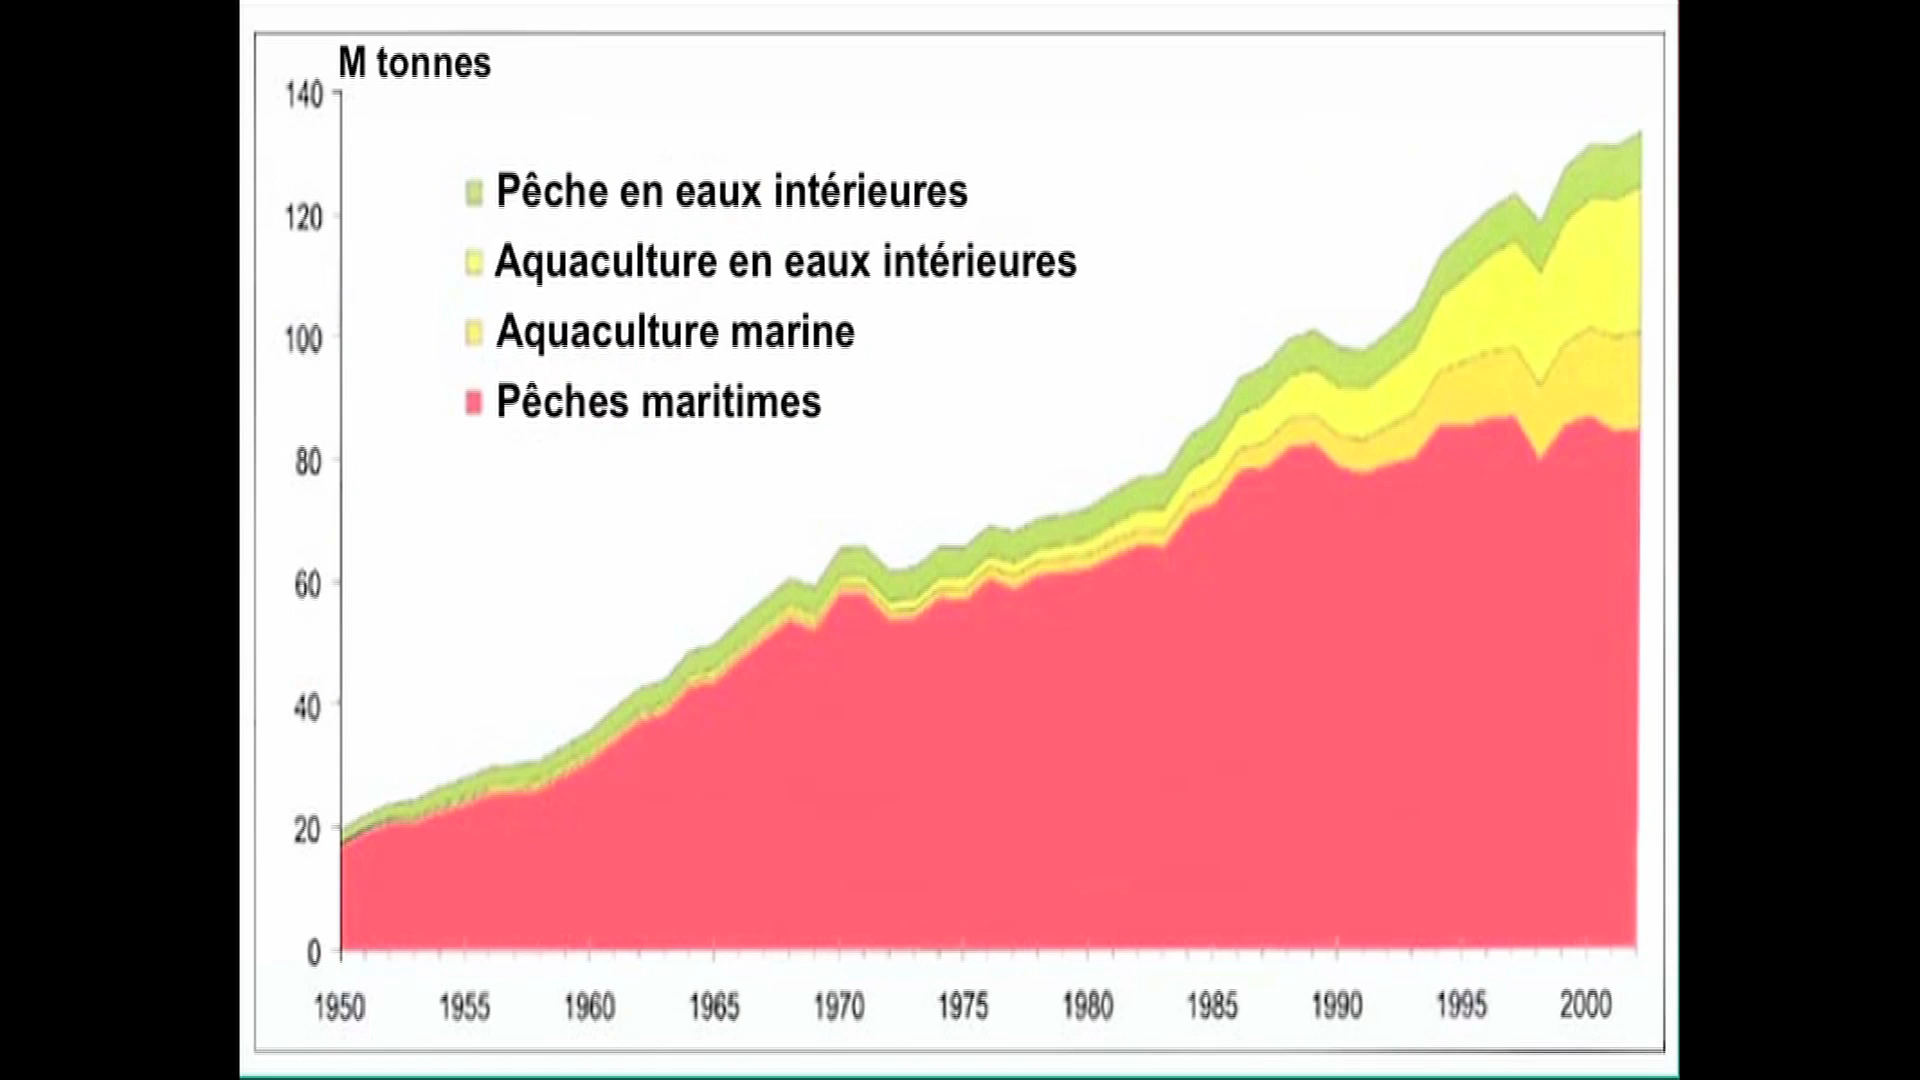 M tonnes
140
120
100
80
60
40
20
0
Pêche en eaux intérieures
Aquaculture en eaux intérieures
Aquaculture marine
Pêches maritimes
1950 1955 1960 1965 1970 1975 1980 1985 1990 1995 2000